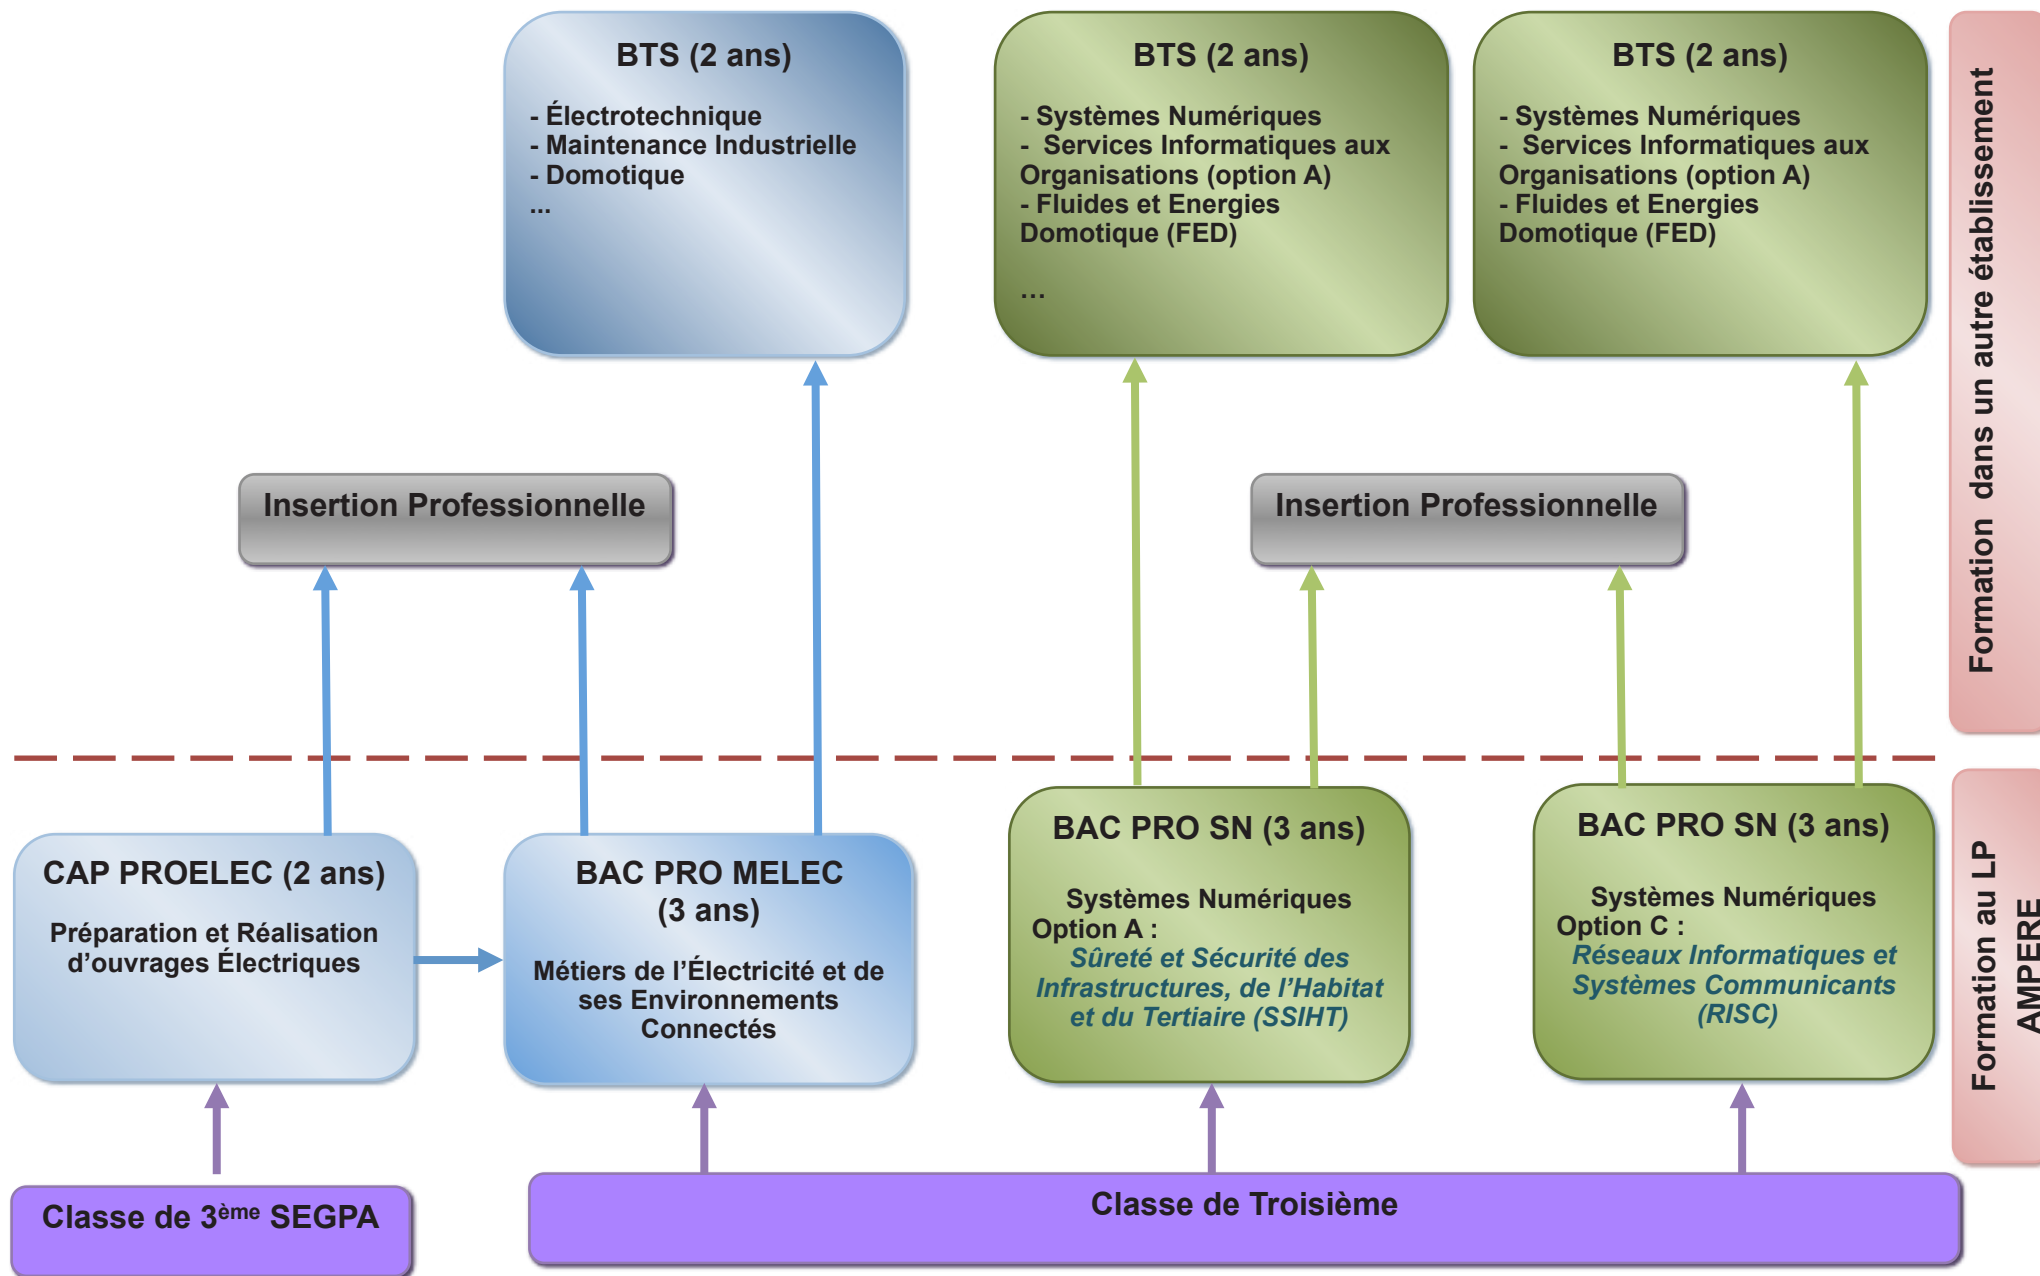 BTS (2 ans)
- Électrotechnique
- Maintenance Industrielle
- Domotique
...
BTS (2 ans)
- Systèmes Numériques
-  Services Informatiques aux
Organisations (option A)
- Fluides et Energies
Domotique (FED)
...
BTS (2 ans)
- Systèmes Numériques
-  Services Informatiques aux
Organisations (option A)
- Fluides et Energies
Domotique (FED)
Formation  dans un autre établissement
Insertion Professionnelle
Insertion Professionnelle
CAP PROELEC (2 ans)
Préparation et Réalisation
d’ouvrages Électriques
BAC PRO MELEC
(3 ans)
Métiers de l’Électricité et de
ses Environnements
Connectés
BAC PRO SN (3 ans)
Systèmes Numériques
Option A :
Sûreté et Sécurité des
Infrastructures, de l’Habitat
et du Tertiaire (SSIHT)
BAC PRO SN (3 ans)
Systèmes Numériques
Option C :
Réseaux Informatiques et
Systèmes Communicants
(RISC)
Formation au LP
AMPERE
Classe de 3ème SEGPA
Classe de Troisième